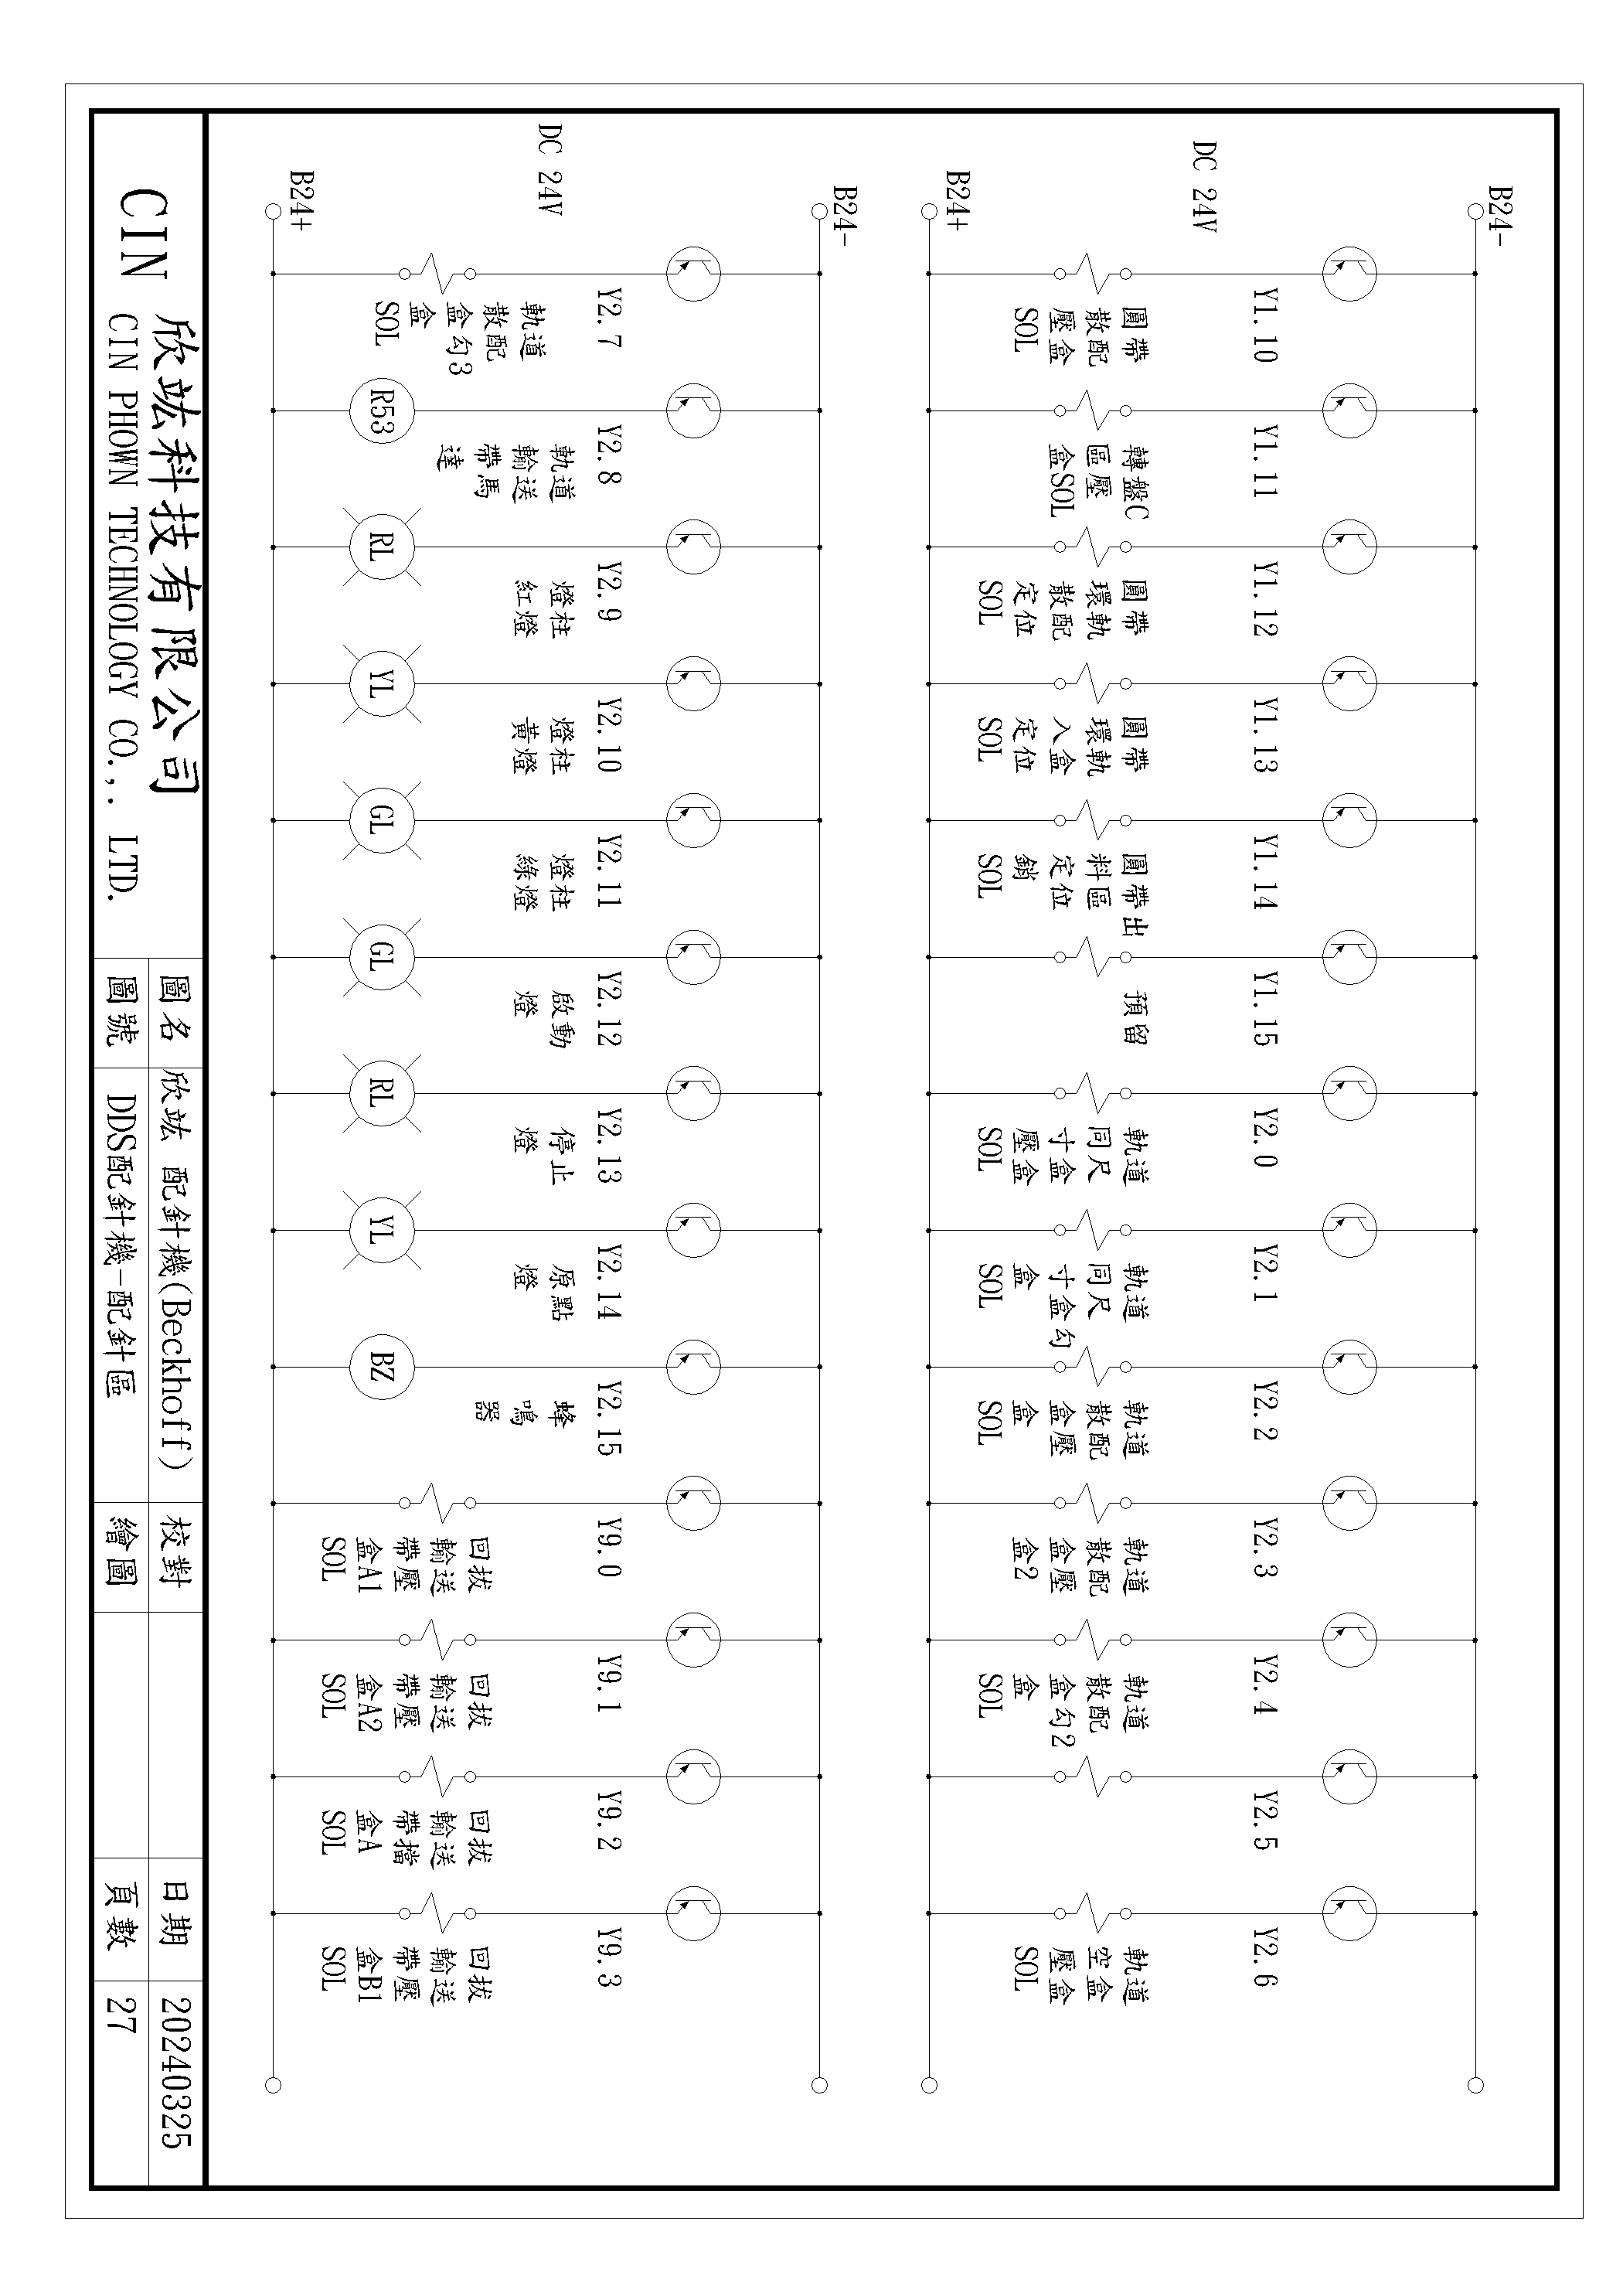 B24-
DC 24V
B24+
Y1.10
圓帶
散配
壓盒
SOL
Y1.11
轉盤C
區壓
盒SOL
Y1.12
圓帶
環軌
散配
定位
SOL
Y1.13
圓帶
環軌
入盒
定位
SOL
Y1.14
圓帶出
料區
定位
銷
SOL
Y1.15
預留
Y2.0
軌道
同尺
寸盒
壓盒
SOL
Y2.1
軌道
同尺
寸盒勾
盒
SOL
Y2.2
軌道
散配
盒壓
盒
SOL
Y2.3
軌道
散配
盒壓
盒2
Y2.4
軌道
散配
盒勾2
盒
SOL
Y2.5
Y2.6
軌道
空盒
壓盒
SOL
B24-
DC 24V
B24+
Y2.7
軌道
散配
盒勾3
盒
SOL
Y2.8
軌道
輸送
帶馬
達
R53
Y2.9
燈柱
紅燈
RL
Y2.10
燈柱
黃燈
YL
Y2.11
燈柱
綠燈
GL
Y2.12
啟動
燈
GL
Y2.13
停止
燈
RL
Y2.14
原點
燈
YL
Y2.15
蜂
鳴
器
BZ
Y9.0
回拔
輸送
帶壓
盒A1
SOL
Y9.1
回拔
輸送
帶壓
盒A2
SOL
Y9.2
回拔
輸送
帶擋
盒A
SOL
Y9.3
回拔
輸送
帶壓
盒B1
SOL
CIN 欣竑科技有限公司
CIN PHOWN TECHNOLOGY CO.,. LTD.
圖名 欣竑 配針機(Beckhoff)
圖號 DDS配針機-配針區
校對
繪圖
日期 20240325
頁數 27